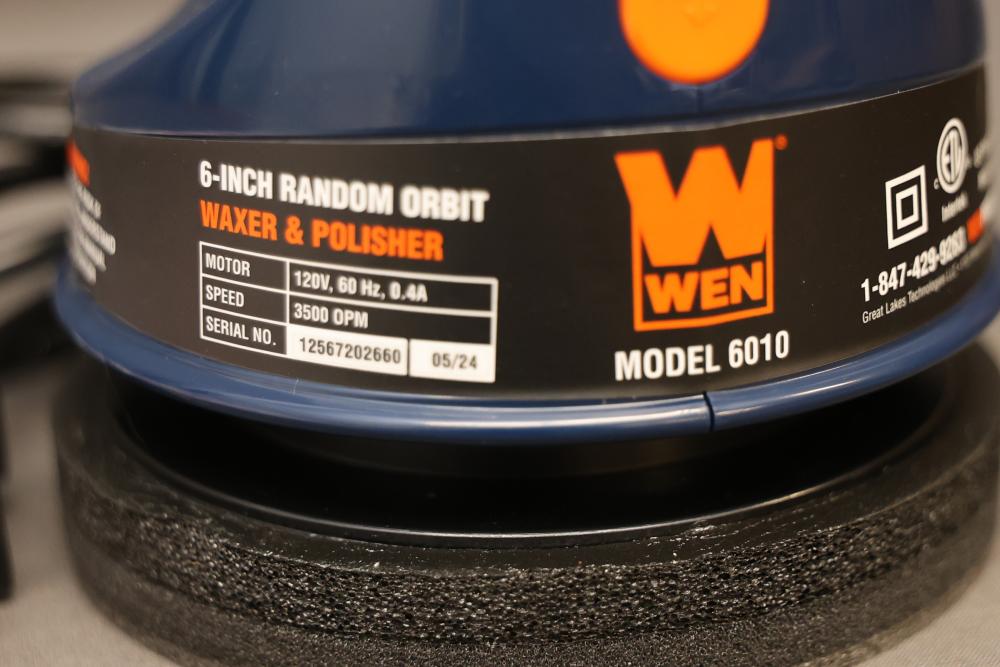 6-INCH RANDOM ORBIT
WAXER & POLISHER
MOTOR 120V, 60 Hz, 0.4A
SPEED 3500 OPM
SERIAL NO. 12567202660 05/24
WEN
MODEL 6010
Intertek
1-847-429-9263
Great Lakes Technologies